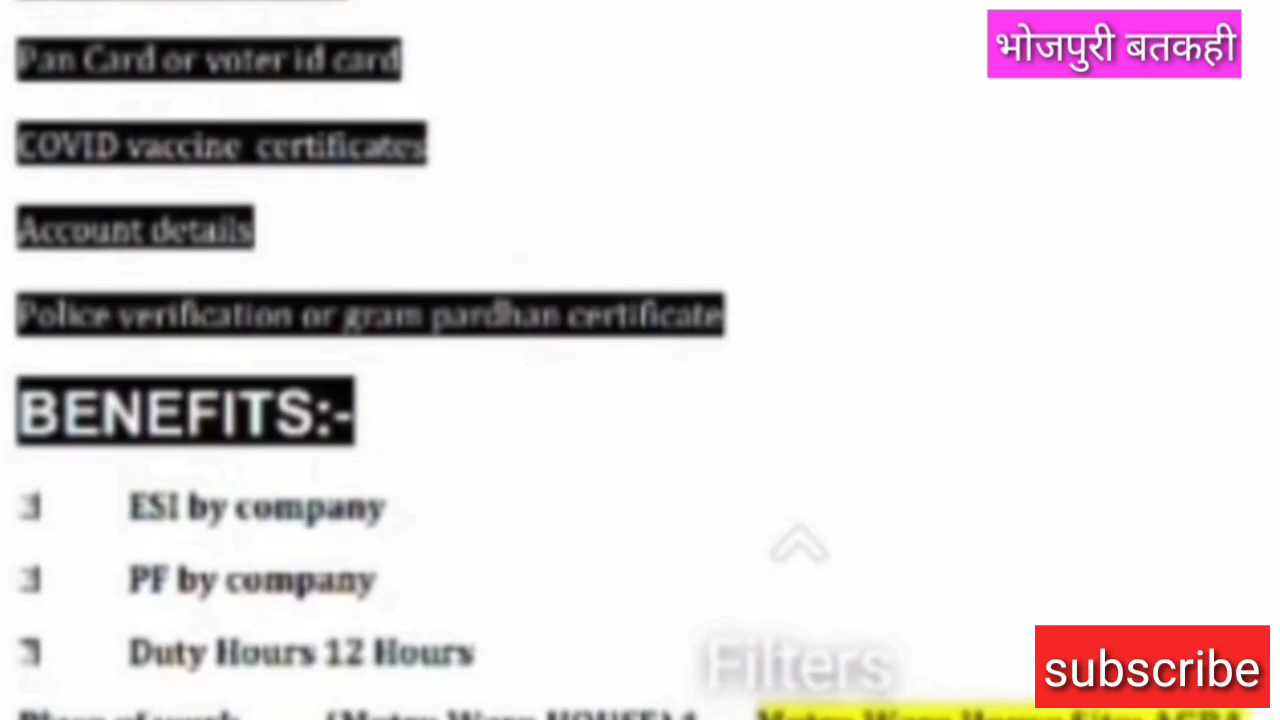 भोजपुरी बतकही
Pan Card or voter id card
COVID vaccine certificates
Account details
Police verification or gram pardhan certificate
BENEFITS:-
ESI by company
PF by company
Duty Hours 12 Hours
Filters
subscribe